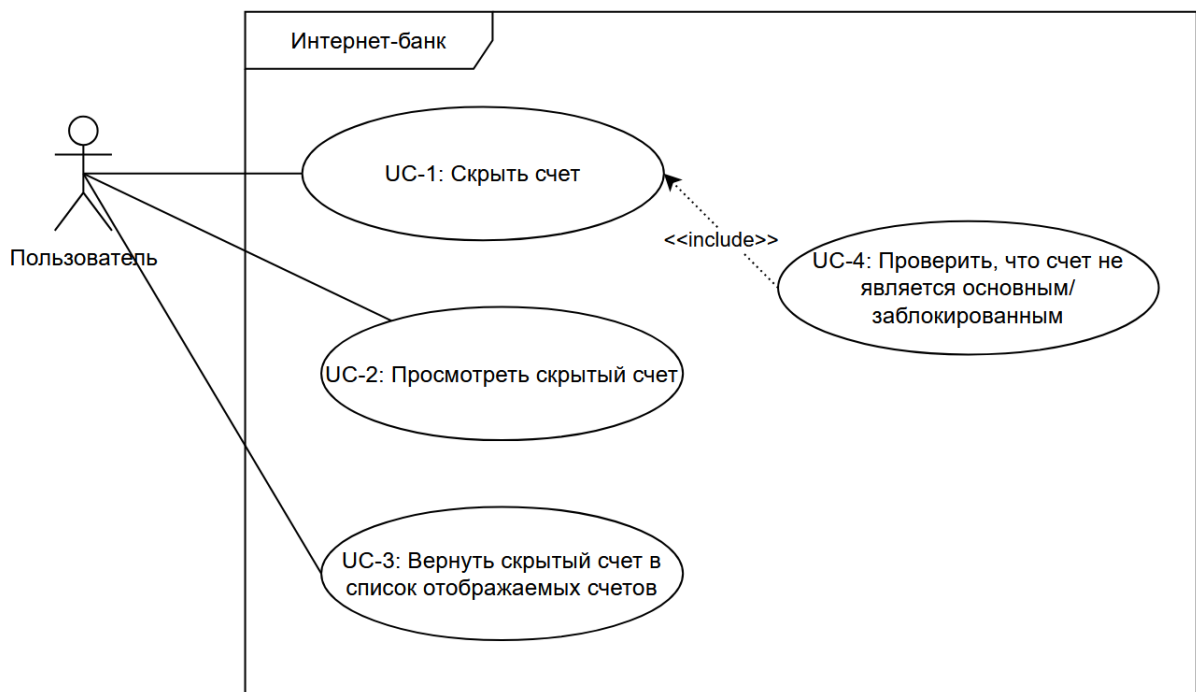 Интернет-банк
UC-1: Скрыть счет
<<include>>
Пользователь
UC-4: Проверить, что счет не
является основным/
заблокированным
UC-2: Просмотреть скрытый счет
UC-3: Вернуть скрытый счет в
список отображаемых счетов